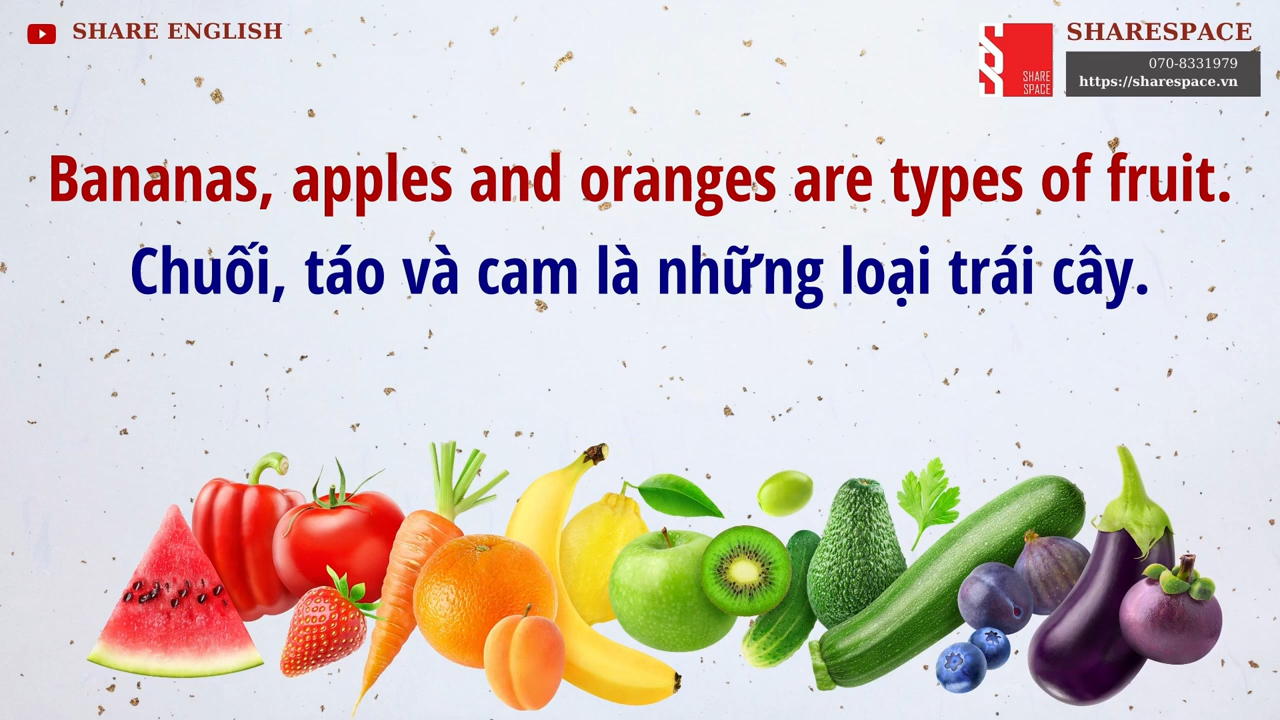 SHARE ENGLISH
SHARESPACE
070-8331979
https://sharespace.vn
SHARE
SPACE
Bananas, apples and oranges are types of fruit.
Chuối, táo và cam là những loại trái cây.